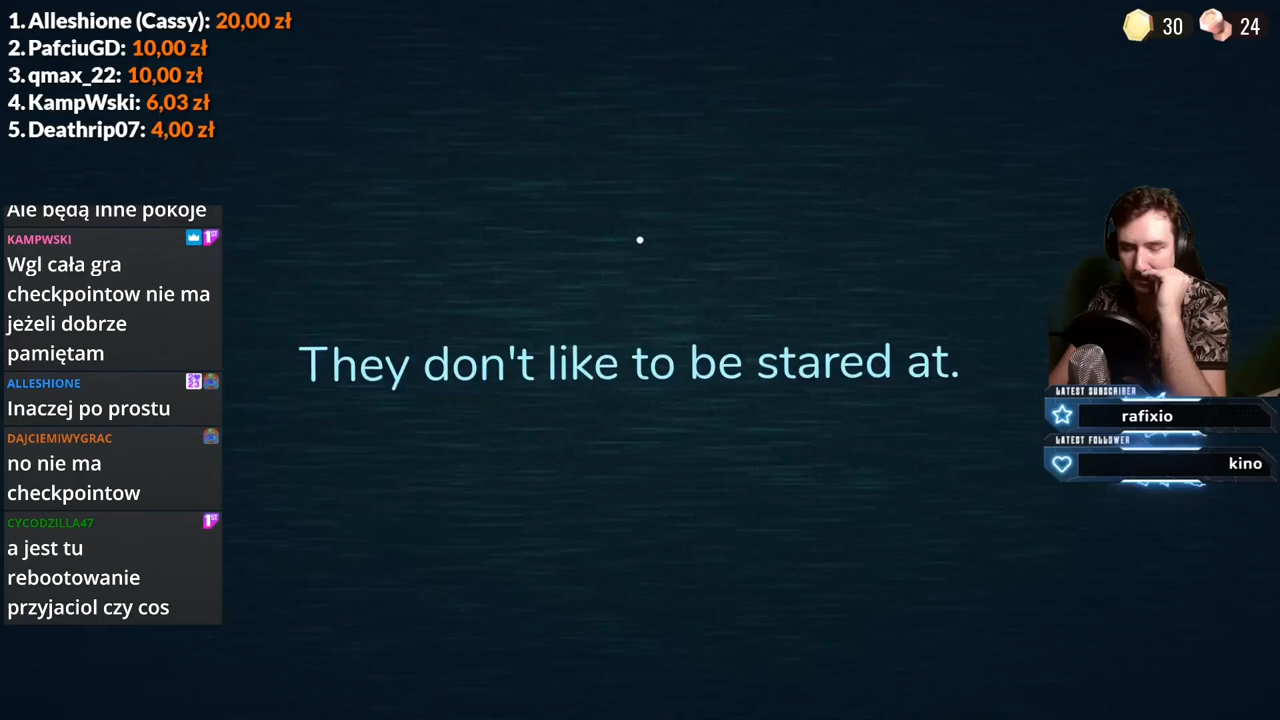 1. Alleshione (Cassy): 20,00 zł
2. PafciuGD: 10,00 zł
3. qmax_22: 10,00 zł
4. KampWski: 6,03 zł
5. Deathrip07: 4,00 zł
30
24
Ale będą inne pokoje
KAMPWSKI
Wgl cała gra
checkpointow nie ma
jeżeli dobrze
pamiętam
ALLESHIONE
Inaczej po prostu
DAJCIEMIWYGRAC
no nie ma
checkpointow
CYCODZILLA47
a jest tu
rebootowanie
przyjaciol czy cos
They don't like to be stared at.
LATEST SUBSCRIBER
rafixio
LATEST FOLLOWER
kino